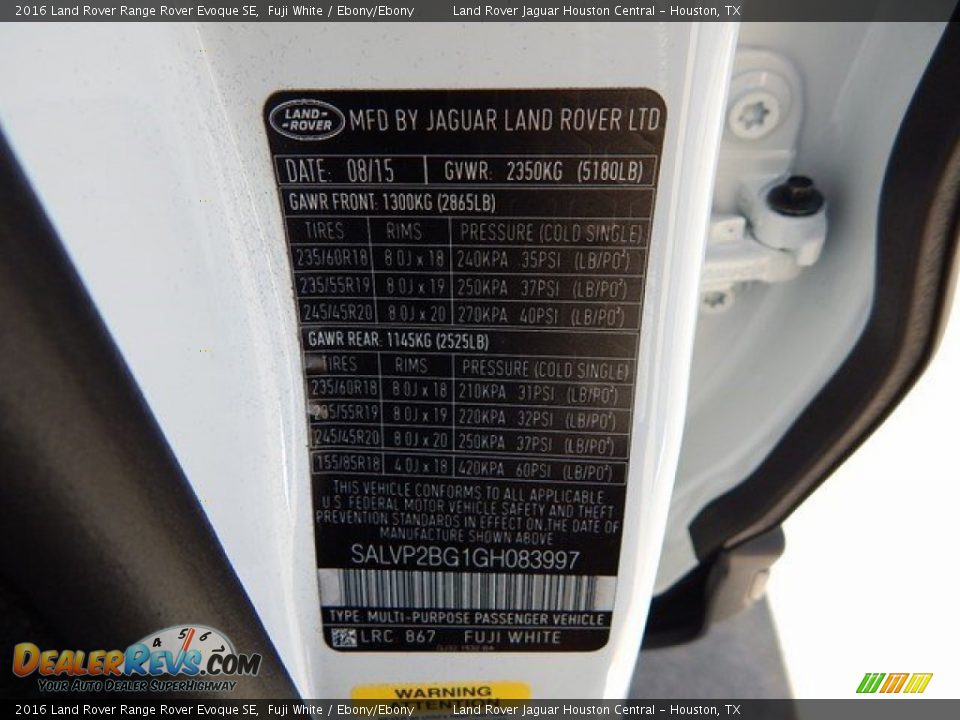 2016 Land Rover Range Rover Evoque SE,  Fuji White / Ebony/Ebony    Land Rover Jaguar Houston Central - Houston, TX
LAND-ROVER MFD BY JAGUAR LAND ROVER LTD
DATE: 08/15 GVWR: 2350KG (5180LB)
GAWR FRONT: 1300KG (2865LB)
TIRES RIMS PRESSURE (COLD SINGLE)
235/60R18 8.0J x 18 240KPA 35PSI (LB/PO²)
235/55R19 8.0J x 19 250KPA 37PSI (LB/PO²)
245/45R20 8.0J x 20 270KPA 40PSI (LB/PO²)
GAWR REAR: 1145KG (2525LB)
TIRES RIMS PRESSURE (COLD SINGLE)
235/60R18 8.0J x 18 210KPA 31PSI (LB/PO²)
235/55R19 8.0J x 19 220KPA 32PSI (LB/PO²)
245/45R20 8.0J x 20 250KPA 37PSI (LB/PO²)
155/85R18 4.0J x 18 420KPA 60PSI (LB/PO²)
THIS VEHICLE CONFORMS TO ALL APPLICABLE
U.S. FEDERAL MOTOR VEHICLE SAFETY AND THEFT
PREVENTION STANDARDS IN EFFECT ON THE DATE OF
MANUFACTURE SHOWN ABOVE
SALVP2BG1GH083997
TYPE: MULTI-PURPOSE PASSENGER VEHICLE
LRC 867 FUJI WHITE
WARNING
ATTENTION
4 5 6
DEALERREVS.COM
YOUR AUTO DEALER SUPERHIGHWAY
2016 Land Rover Range Rover Evoque SE,  Fuji White / Ebony/Ebony    Land Rover Jaguar Houston Central - Houston, TX